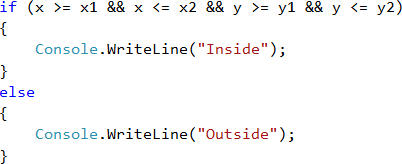 if (x >= x1 && x <= x2 && y >= y1 && y <= y2)
{
    Console.WriteLine("Inside");
}
else
{
    Console.WriteLine("Outside");
}